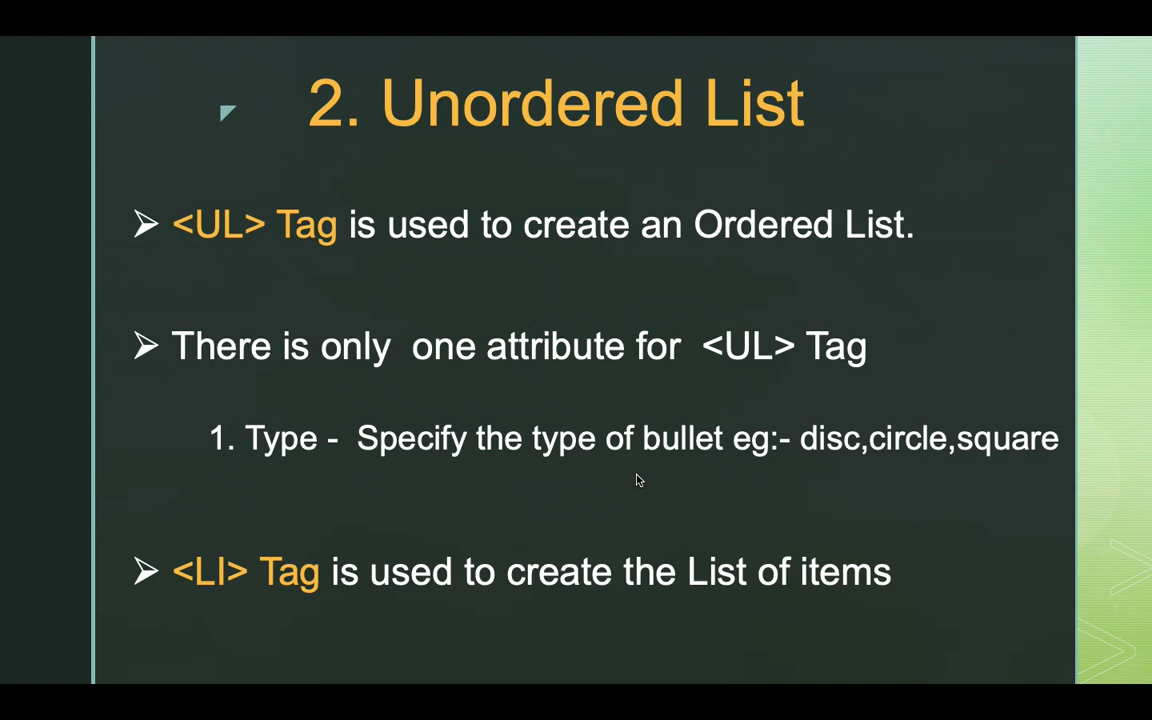 2. Unordered List
<UL> Tag is used to create an Ordered List.
There is only  one attribute for  <UL> Tag
1. Type -  Specify the type of bullet eg:- disc,circle,square
<LI> Tag is used to create the List of items